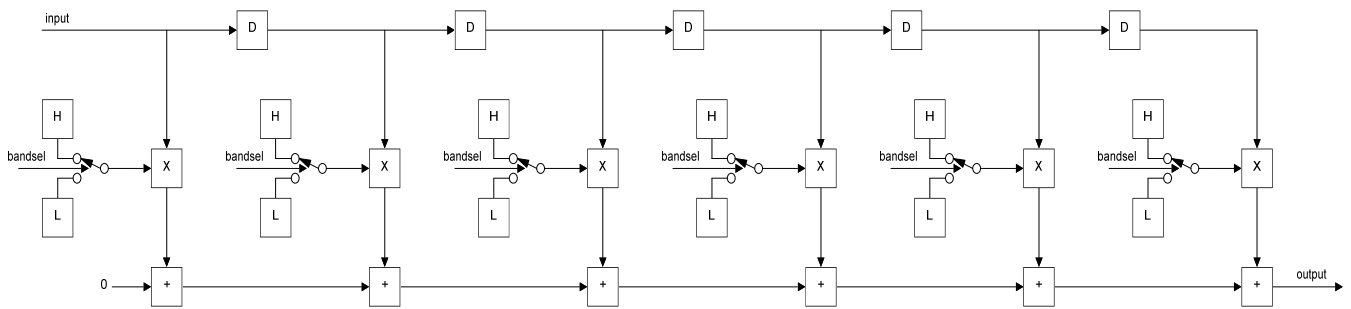 input
D D D D D
H H H H H H
bandsel bandsel bandsel bandsel bandsel bandsel
X X X X X X
L L L L L L
0 + + + + + + output